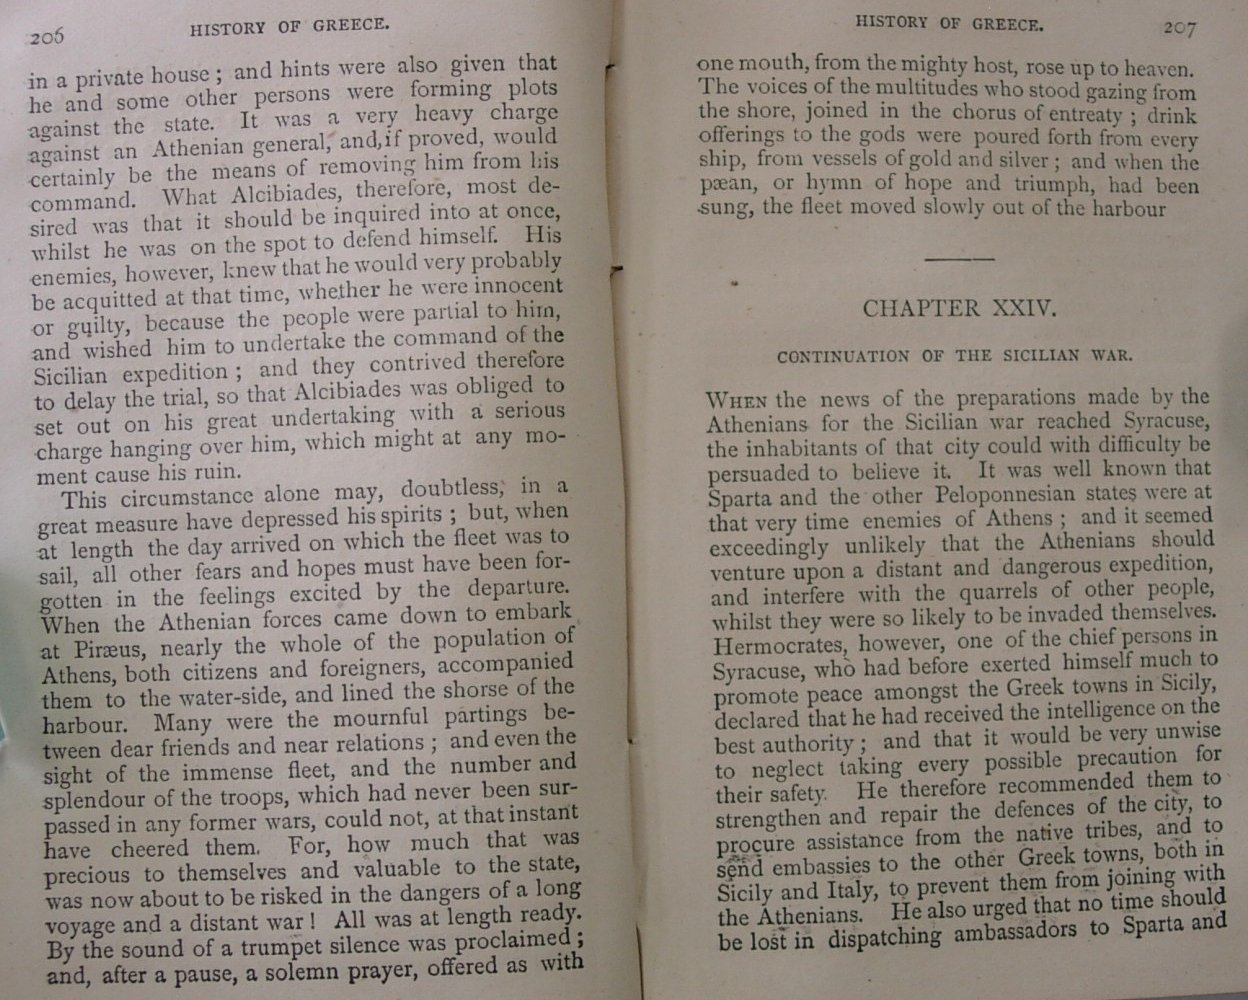 206
HISTORY OF GREECE.
in a private house ; and hints were also given that
he and some other persons were forming plots
against the state. It was a very heavy charge
against an Athenian general, and, if proved, would
certainly be the means of removing him from his
command. What Alcibiades, therefore, most de-
sired was that it should be inquired into at once,
whilst he was on the spot to defend himself. His
enemies, however, knew that he would very probably
be acquitted at that time, whether he were innocent
or guilty, because the people were partial to him,
and wished him to undertake the command of the
Sicilian expedition ; and they contrived therefore
to delay the trial, so that Alcibiades was obliged to
set out on his great undertaking with a serious
charge hanging over him, which might at any mo-
ment cause his ruin.
This circumstance alone may, doubtless, in a
great measure have depressed his spirits ; but, when
at length the day arrived on which the fleet was to
sail, all other fears and hopes must have been for-
gotten in the feelings excited by the departure.
When the Athenian forces came down to embark
at Piræus, nearly the whole of the population of
Athens, both citizens and foreigners, accompanied
them to the water-side, and lined the shorse of the
harbour. Many were the mournful partings be-
tween dear friends and near relations ; and even the
sight of the immense fleet, and the number and
splendour of the troops, which had never been sur-
passed in any former wars, could not, at that instant
have cheered them. For, how much that was
precious to themselves and valuable to the state,
was now about to be risked in the dangers of a long
voyage and a distant war ! All was at length ready.
By the sound of a trumpet silence was proclaimed ;
and, after a pause, a solemn prayer, offered as with
HISTORY OF GREECE.
207
one mouth, from the mighty host, rose up to heaven.
The voices of the multitudes who stood gazing from
the shore, joined in the chorus of entreaty ; drink
offerings to the gods were poured forth from every
ship, from vessels of gold and silver ; and when the
pæan, or hymn of hope and triumph, had been
sung, the fleet moved slowly out of the harbour
CHAPTER XXIV.
CONTINUATION OF THE SICILIAN WAR.
WHEN the news of the preparations made by the
Athenians for the Sicilian war reached Syracuse,
the inhabitants of that city could with difficulty be
persuaded to believe it. It was well known that
Sparta and the other Peloponnesian states were at
that very time enemies of Athens ; and it seemed
exceedingly unlikely that the Athenians should
venture upon a distant and dangerous expedition,
and interfere with the quarrels of other people,
whilst they were so likely to be invaded themselves.
Hermocrates, however, one of the chief persons in
Syracuse, who had before exerted himself much to
promote peace amongst the Greek towns in Sicily,
declared that he had received the intelligence on the
best authority ; and that it would be very unwise
to neglect taking every possible precaution for
their safety. He therefore recommended them to
strengthen and repair the defences of the city, to
procure assistance from the native tribes, and to
send embassies to the other Greek towns, both in
Sicily and Italy, to prevent them from joining with
the Athenians. He also urged that no time should
be lost in dispatching ambassadors to Sparta and